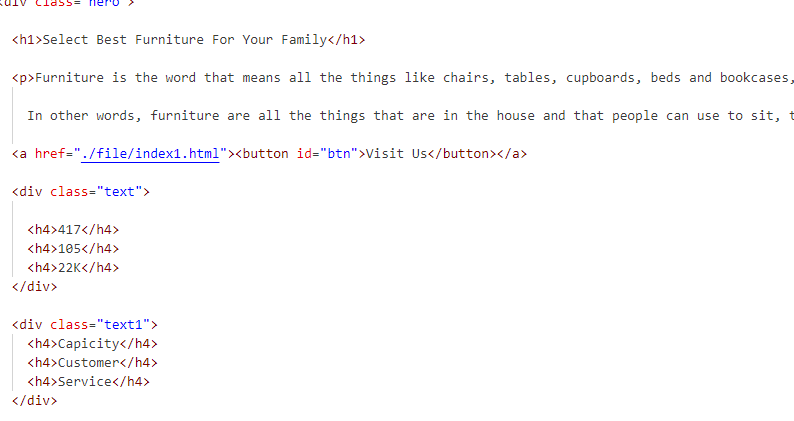 <div class="hero">
<h1>Select Best Furniture For Your Family</h1>
<p>Furniture is the word that means all the things like chairs, tables, cupboards, beds and bookcases,
In other words, furniture are all the things that are in the house and that people can use to sit, t
<a href="./file/index1.html"><button id="btn">Visit Us</button></a>
<div class="text">
<h4>417</h4>
<h4>105</h4>
<h4>22K</h4>
</div>
<div class="text1">
<h4>Capicity</h4>
<h4>Customer</h4>
<h4>Service</h4>
</div>